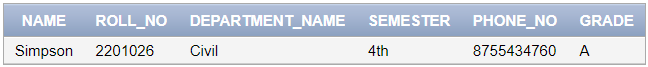 NAME ROLL_NO DEPARTMENT_NAME SEMESTER PHONE_NO GRADE
Simpson 2201026 Civil 4th 8755434760 A